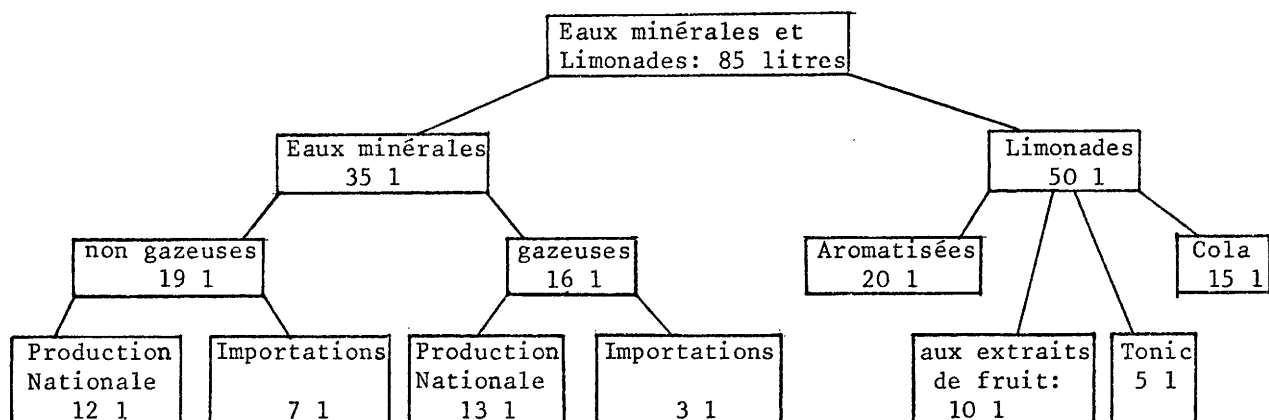 Eaux minérales et
Limonades: 85 litres
Eaux minérales
35 l
Limonades
50 l
non gazeuses
19 l
gazeuses
16 l
Aromatisées
20 l
Cola
15 l
Production
Nationale
12 l
Importations
7 l
Production
Nationale
13 l
Importations
3 l
aux extraits
de fruit:
10 l
Tonic
5 l